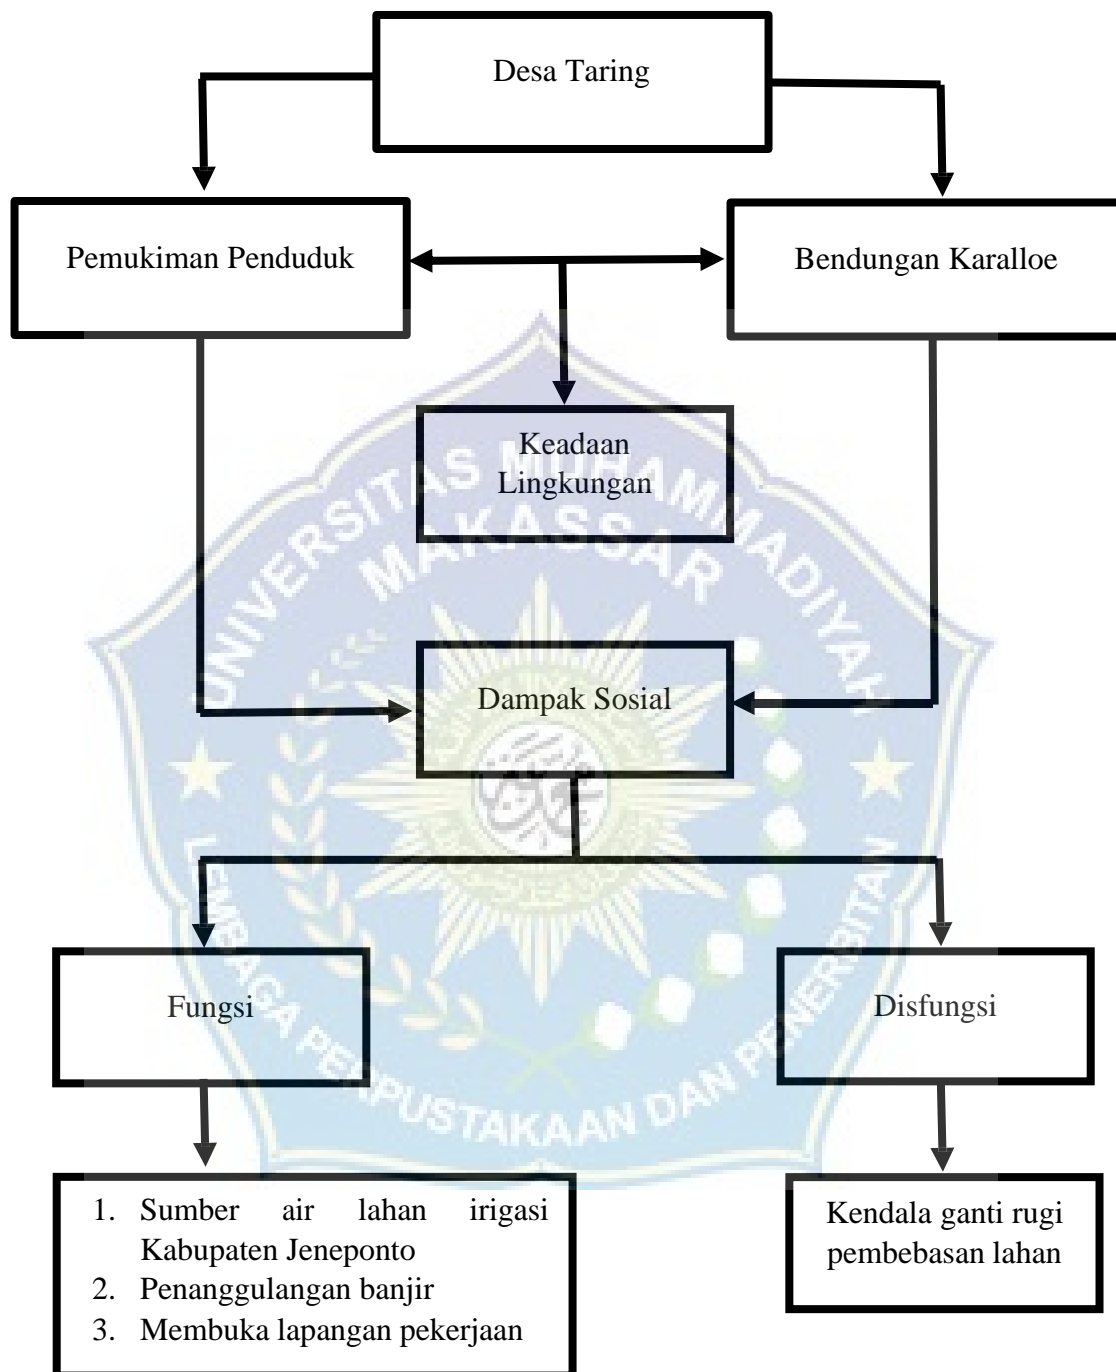 Desa Taring
Pemukiman Penduduk
Bendungan Karalloe
Keadaan
Lingkungan
UNIVERSITAS MUHAMMADIYAH
MAKASSAR
Dampak Sosial
LEMBAGA PERPUSTAKAAN DAN PENERBITAN
Fungsi
Disfungsi
1. Sumber air lahan irigasi
Kabupaten Jeneponto
2. Penanggulangan banjir
3. Membuka lapangan pekerjaan
Kendala ganti rugi
pembebasan lahan